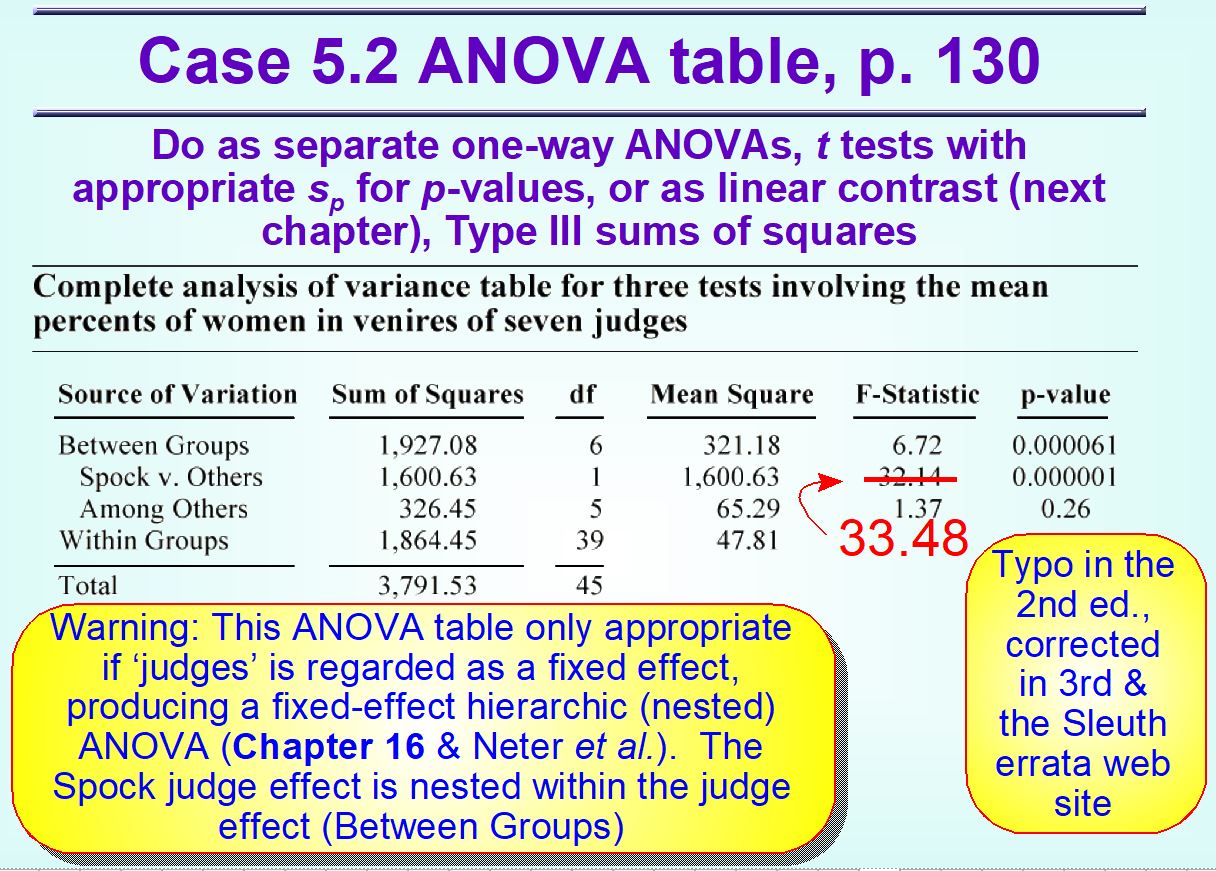 Case 5.2 ANOVA table, p. 130
Do as separate one-way ANOVAs, t tests with
appropriate sp for p-values, or as linear contrast (next
chapter), Type III sums of squares
Complete analysis of variance table for three tests involving the mean
percents of women in venires of seven judges
Source of Variation Sum of Squares df Mean Square F-Statistic p-value
Between Groups 1,927.08 6 321.18 6.72 0.000061
Spock v. Others 1,600.63 1 1,600.63 32.14 0.000001
Among Others 326.45 5 65.29 1.37 0.26
Within Groups 1,864.45 39 47.81
33.48
Total 3,791.53 45
Warning: This ANOVA table only appropriate
if ‘judges’ is regarded as a fixed effect,
producing a fixed-effect hierarchic (nested)
ANOVA (Chapter 16 & Neter et al.). The
Spock judge effect is nested within the judge
effect (Between Groups)
Typo in the
2nd ed.,
corrected
in 3rd &
the Sleuth
errata web
site